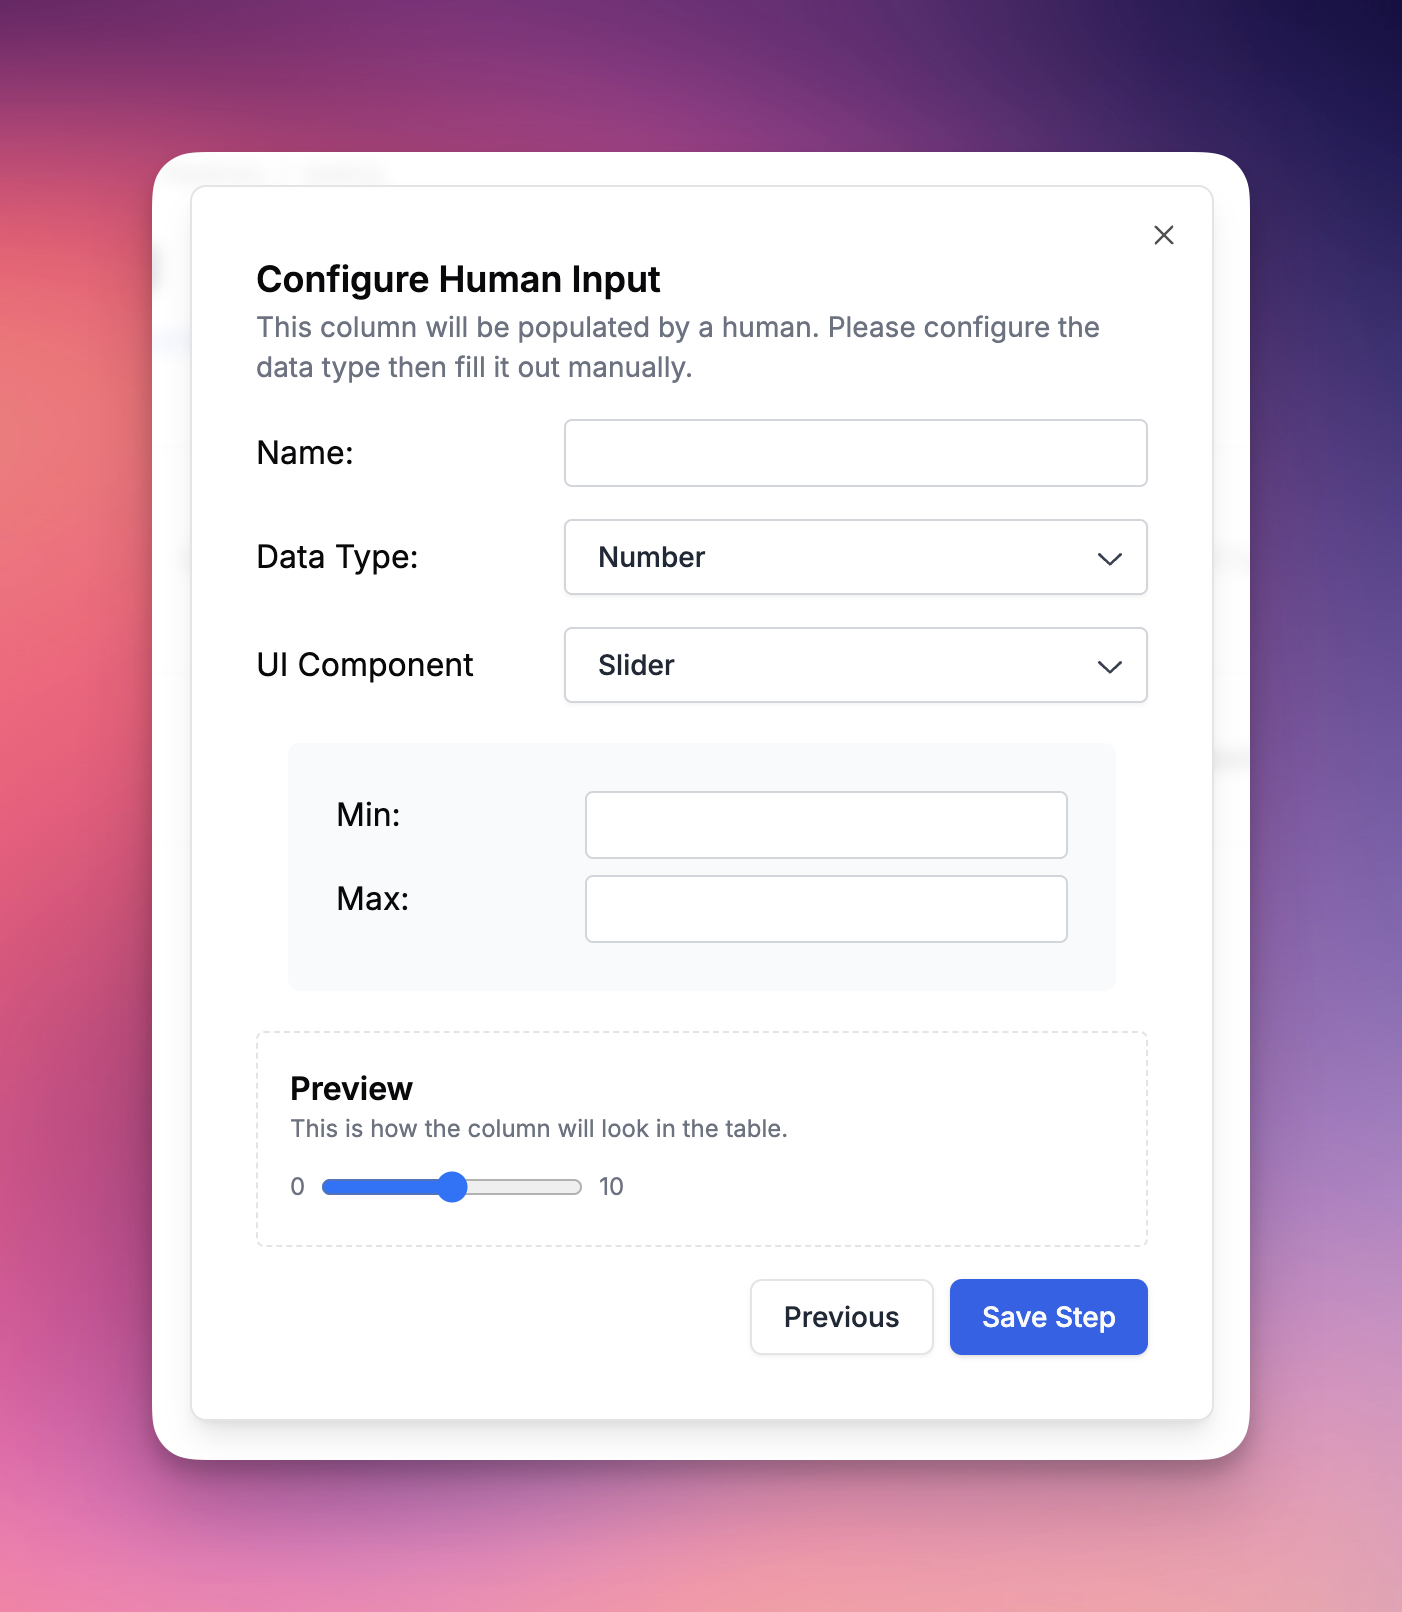 Configure Human Input
This column will be populated by a human. Please configure the
data type then fill it out manually.
Name:
Data Type:
Number
UI Component
Slider
Min:
Max:
Preview
This is how the column will look in the table.
0
10
Previous
Save Step